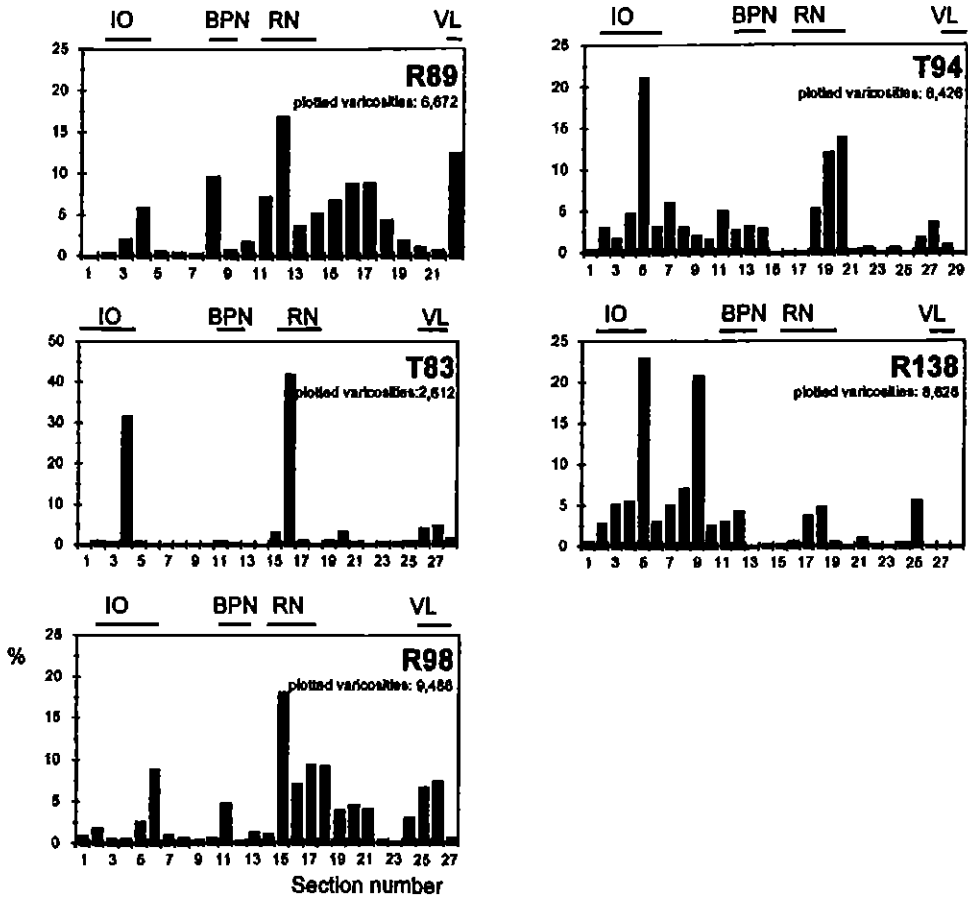 IO BPN RN VL
25
20
15
10
5
0
R89
plotted varicosities: 6,672
1 3 5 7 9 11 13 15 17 19 21
IO BPN RN VL
25
20
15
10
5
0
T94
plotted varicosities:
1 3 5 7 9 11 13 15 17 19 21 23 25 27 29
IO BPN RN VL
50
40
30
20
10
0
T83
plotted varicosities:2,612
1 3 5 7 9 11 13 15 17 19 21 23 25 27
IO BPN RN VL
25
20
15
10
5
0
R138
plotted varicosities:
1 3 5 7 9 11 13 15 17 19 21 23 25 27
IO BPN RN VL
%
25
20
15
10
5
0
R98
plotted varicosities: 9,486
1 3 5 7 9 11 13 15 17 19 21 23 25 27
Section number